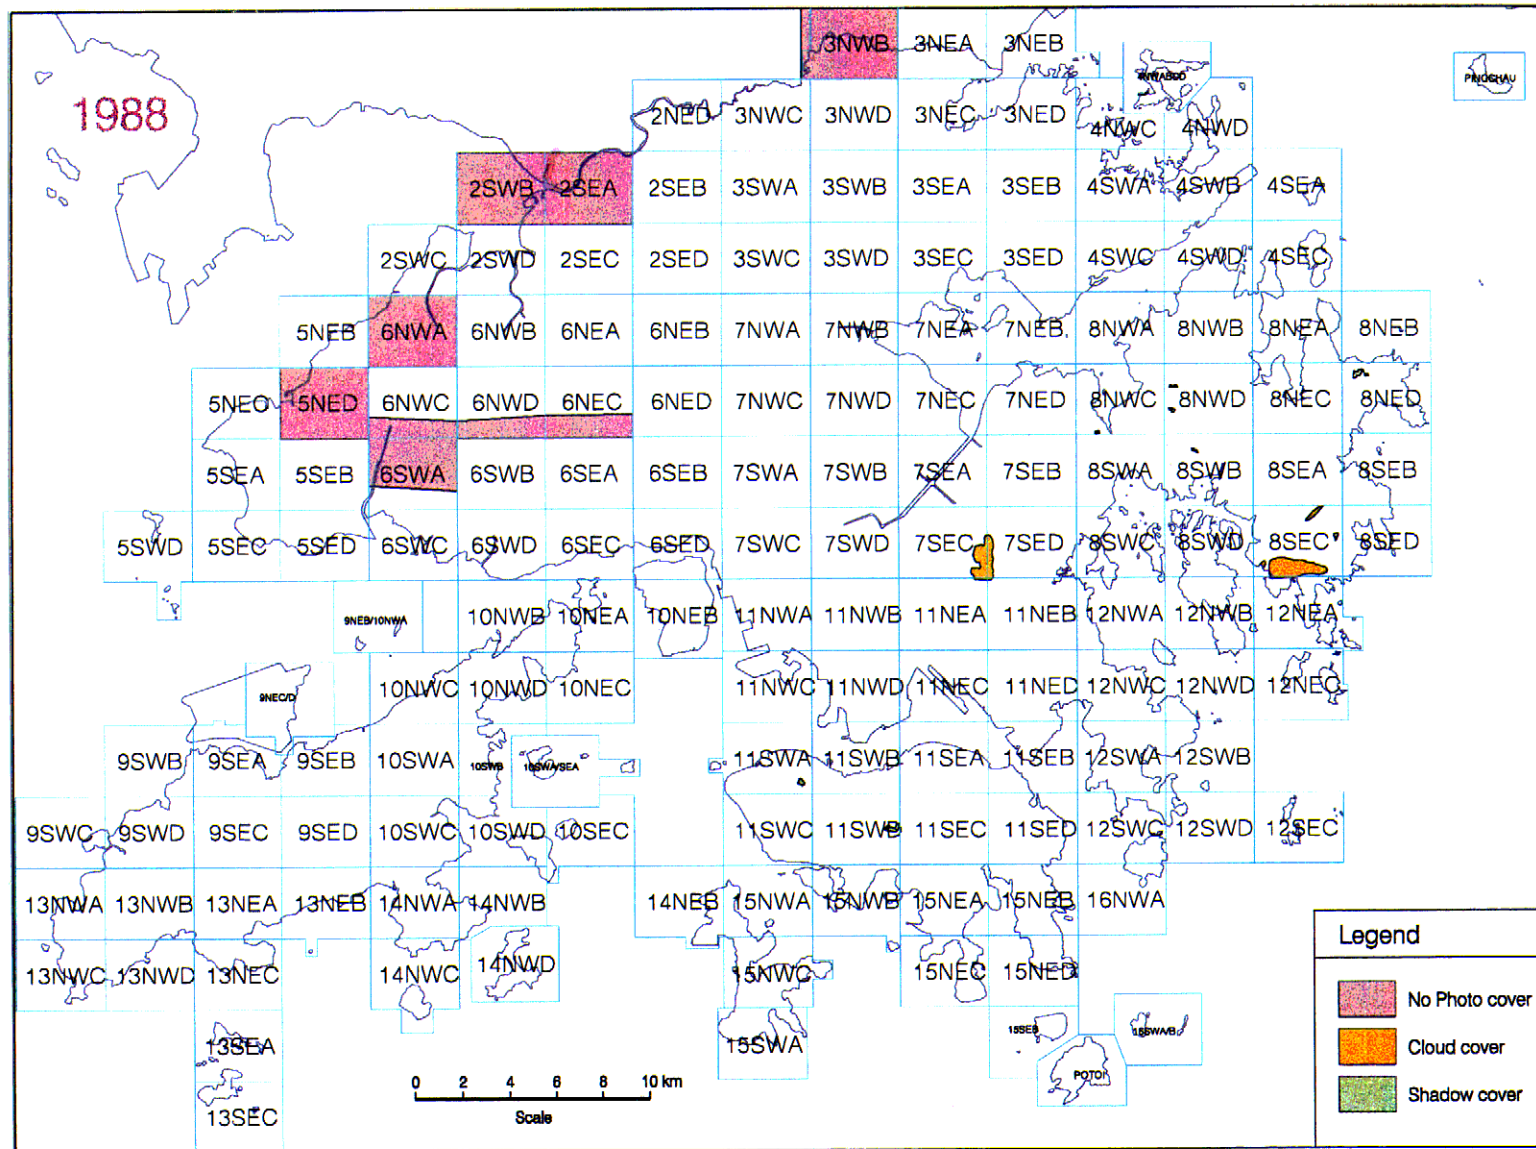 3NWB 3NEA 3NEB
PINGCHAU
1988
2NED 3NWC 3NWD 3NEC 3NED 4NWC 4NWD
2SWB 2SEA 2SEB 3SWA 3SWB 3SEA 3SEB 4SWA 4SWB 4SEA
2SWC 2SWD 2SEC 2SED 3SWC 3SWD 3SEC 3SED 4SWC 4SWD 4SEC
5NEB 6NWA 6NWB 6NEA 6NEB 7NWA 7NWB 7NEA 7NEB 8NWA 8NWB 8NEA 8NEB
5NEC 5NED 6NWC 6NWD 6NEC 6NED 7NWC 7NWD 7NEC 7NED 8NWC 8NWD 8NEC 8NED
5SEA 5SEB 6SWA 6SWB 6SEA 6SEB 7SWA 7SWB 7SEA 7SEB 8SWA 8SWB 8SEA 8SEB
5SWD 5SEC 5SED 6SWC 6SWD 6SEC 6SED 7SWC 7SWD 7SEC 7SED 8SWC 8SWD 8SEC 8SED
9NEB/10NWA 10NWB 10NEA 10NEB 11NWA 11NWB 11NEA 11NEB 12NWA 12NWB 12NEA
9NEC/D 10NWC 10NWD 10NEC 11NWC 11NWD 11NEC 11NED 12NWC 12NWD 12NEC
9SWB 9SEA 9SEB 10SWA 10SWB 11SWA 11SWB 11SEA 11SEB 12SWA 12SWB
9SWC 9SWD 9SEC 9SED 10SWC 10SWD 10SEC 11SWC 11SWD 11SEC 11SED 12SWC 12SWD 12SEC
13NWA 13NWB 13NEA 13NEB 14NWA 14NWB 14NEB 15NWA 15NWB 15NEA 15NEB 16NWA
13NWC 13NWD 13NEC 14NWC 14NWD 15NWC 15NEC 15NED
13SEA 15SWA 15SEB
POTOI
13SEC
0 2 4 6 8 10 km
Scale
Legend
No Photo cover
Cloud cover
Shadow cover